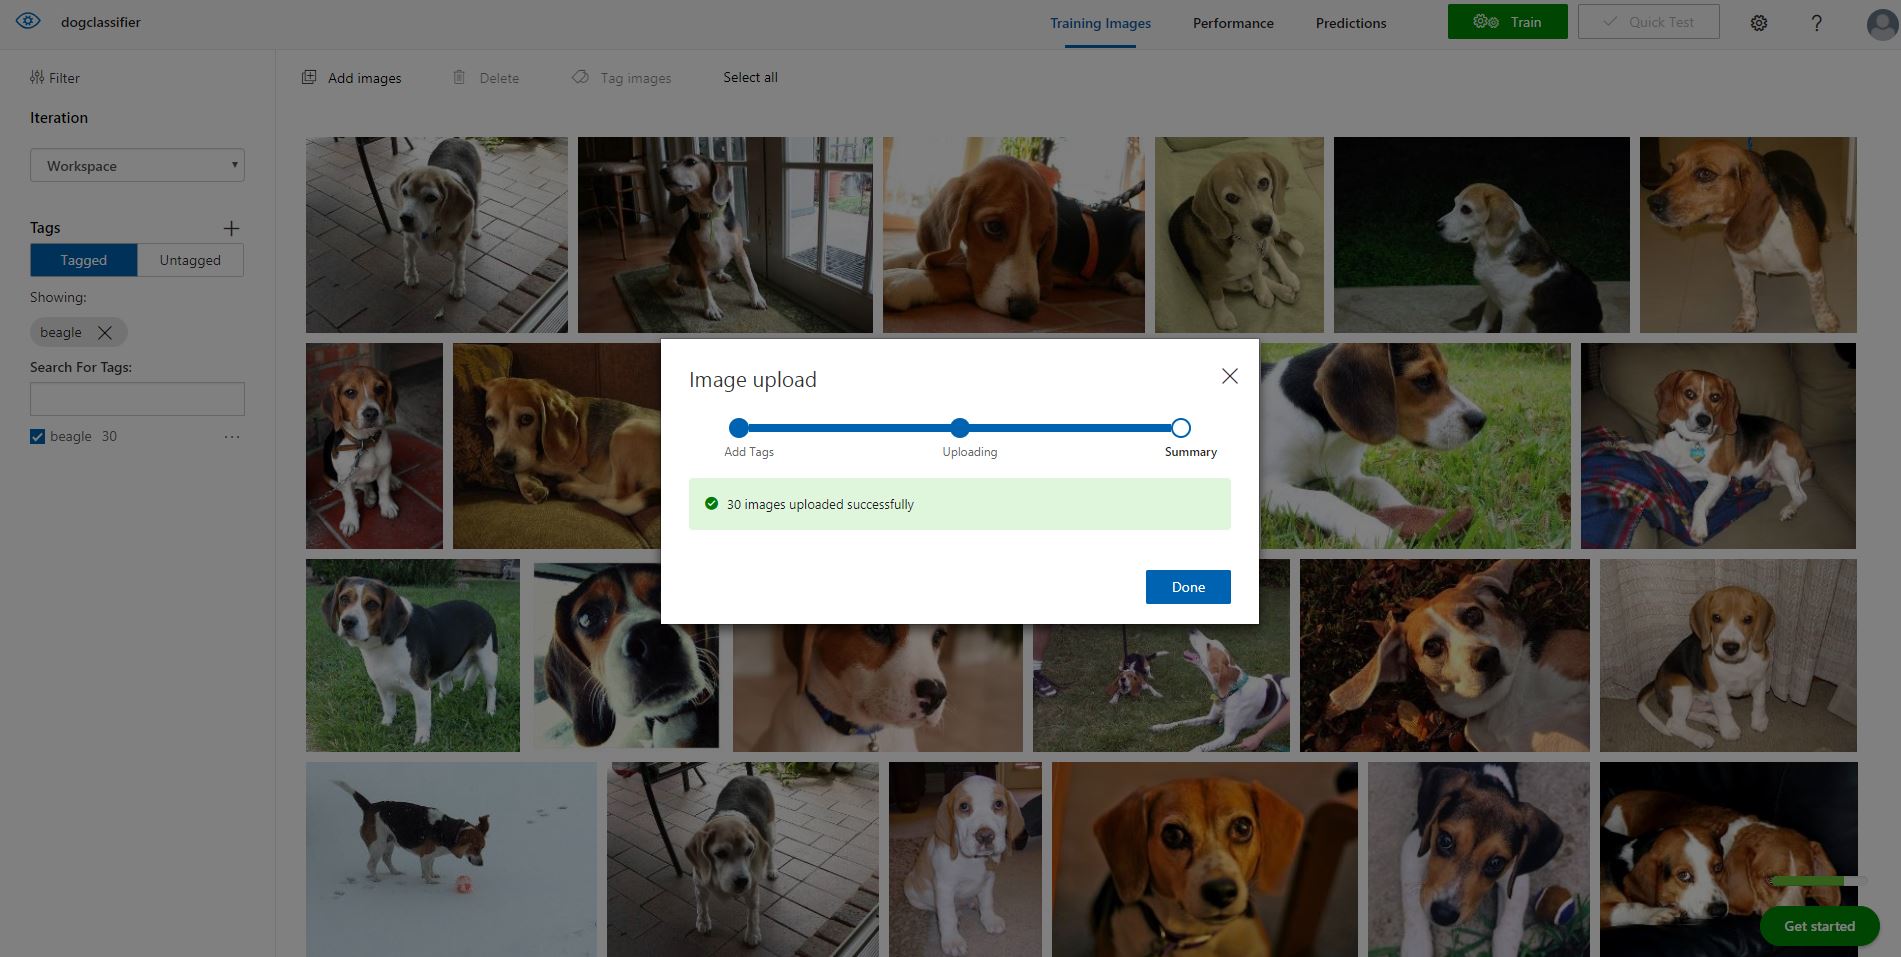 dogclassifier
Training Images
Performance
Predictions
Train
Quick Test
?
Filter
Add images
Delete
Tag images
Select all
Iteration
Workspace
Tags
Tagged
Untagged
Showing:
beagle
Search For Tags:
beagle 30
Image upload
Add Tags
Uploading
Summary
30 images uploaded successfully
Done
Get started